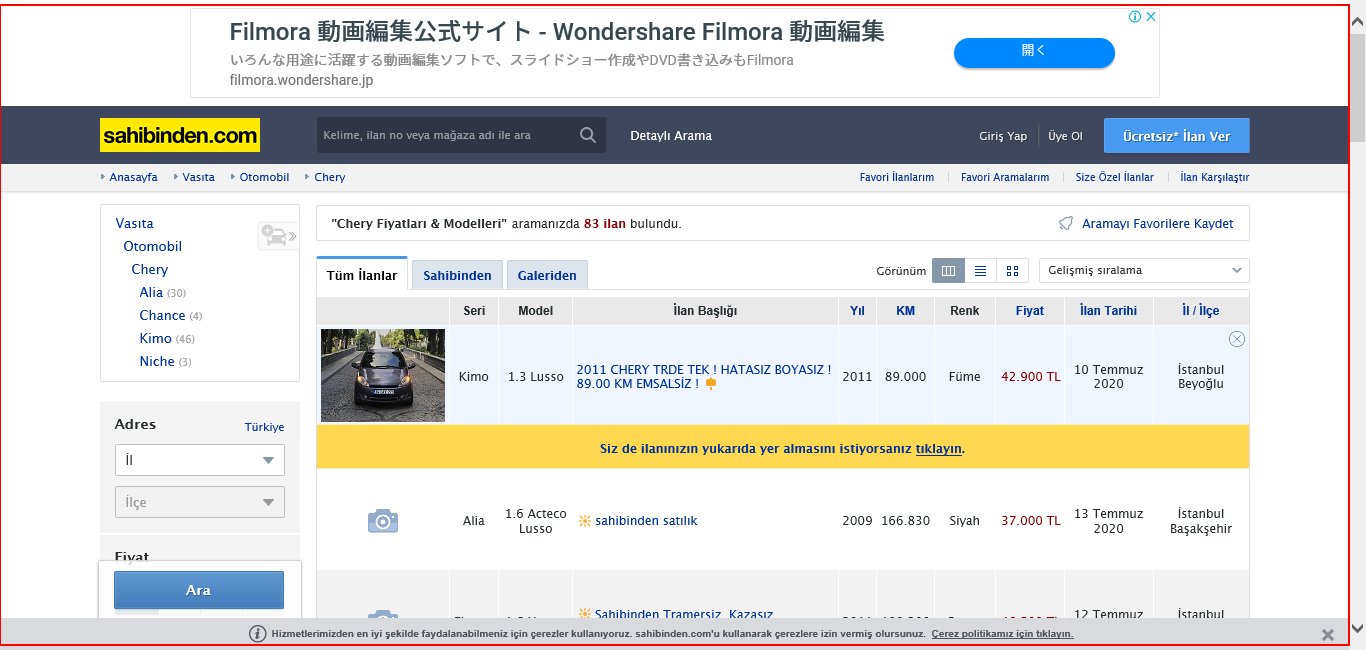 Filmora 動画編集公式サイト - Wondershare Filmora 動画編集
いろんな用途に活躍する動画編集ソフトで、スライドショー作成やDVD書き込みもFilmora
filmora.wondershare.jp
開く
sahibinden.com
Kelime, ilan no veya mağaza adı ile ara
Detaylı Arama
Giriş Yap
Üye Ol
Ücretsiz* İlan Ver
Anasayfa
Vasıta
Otomobil
Chery
Favori İlanlarım
Favori Aramalarım
Size Özel İlanlar
İlan Karşılaştır
Vasıta
Otomobil
Chery
Alia (30)
Chance (4)
Kimo (46)
Niche (3)
Adres
Türkiye
İl
İlçe
Fiyat
Ara
"Chery Fiyatları & Modelleri" aramanızda 83 ilan bulundu.
Aramayı Favorilere Kaydet
Tüm İlanlar
Sahibinden
Galeriden
Görünüm
Gelişmiş sıralama
Seri Model İlan Başlığı Yıl KM Renk Fiyat İlan Tarihi İl / İlçe
Kimo
1.3 Lusso
2011 CHERY TRDE TEK ! HATASIZ BOYASIZ !
89.00 KM EMSALSİZ !
2011
89.000
Füme
42.900 TL
10 Temmuz
2020
İstanbul
Beyoğlu
Siz de ilanınızın yukarıda yer almasını istiyorsanız tıklayın.
Alia
1.6 Acteco
Lusso
sahibinden satılık
2009
166.830
Siyah
37.000 TL
13 Temmuz
2020
İstanbul
Başakşehir
Sahibinden Tramersiz, Kazasız
12 Temmuz
İstanbul
Hizmetlerimizden en iyi şekilde faydalanabilmeniz için çerezler kullanıyoruz. sahibinden.com'u kullanarak çerezlere izin vermiş olursunuz. Çerez politikamız için tıklayın.